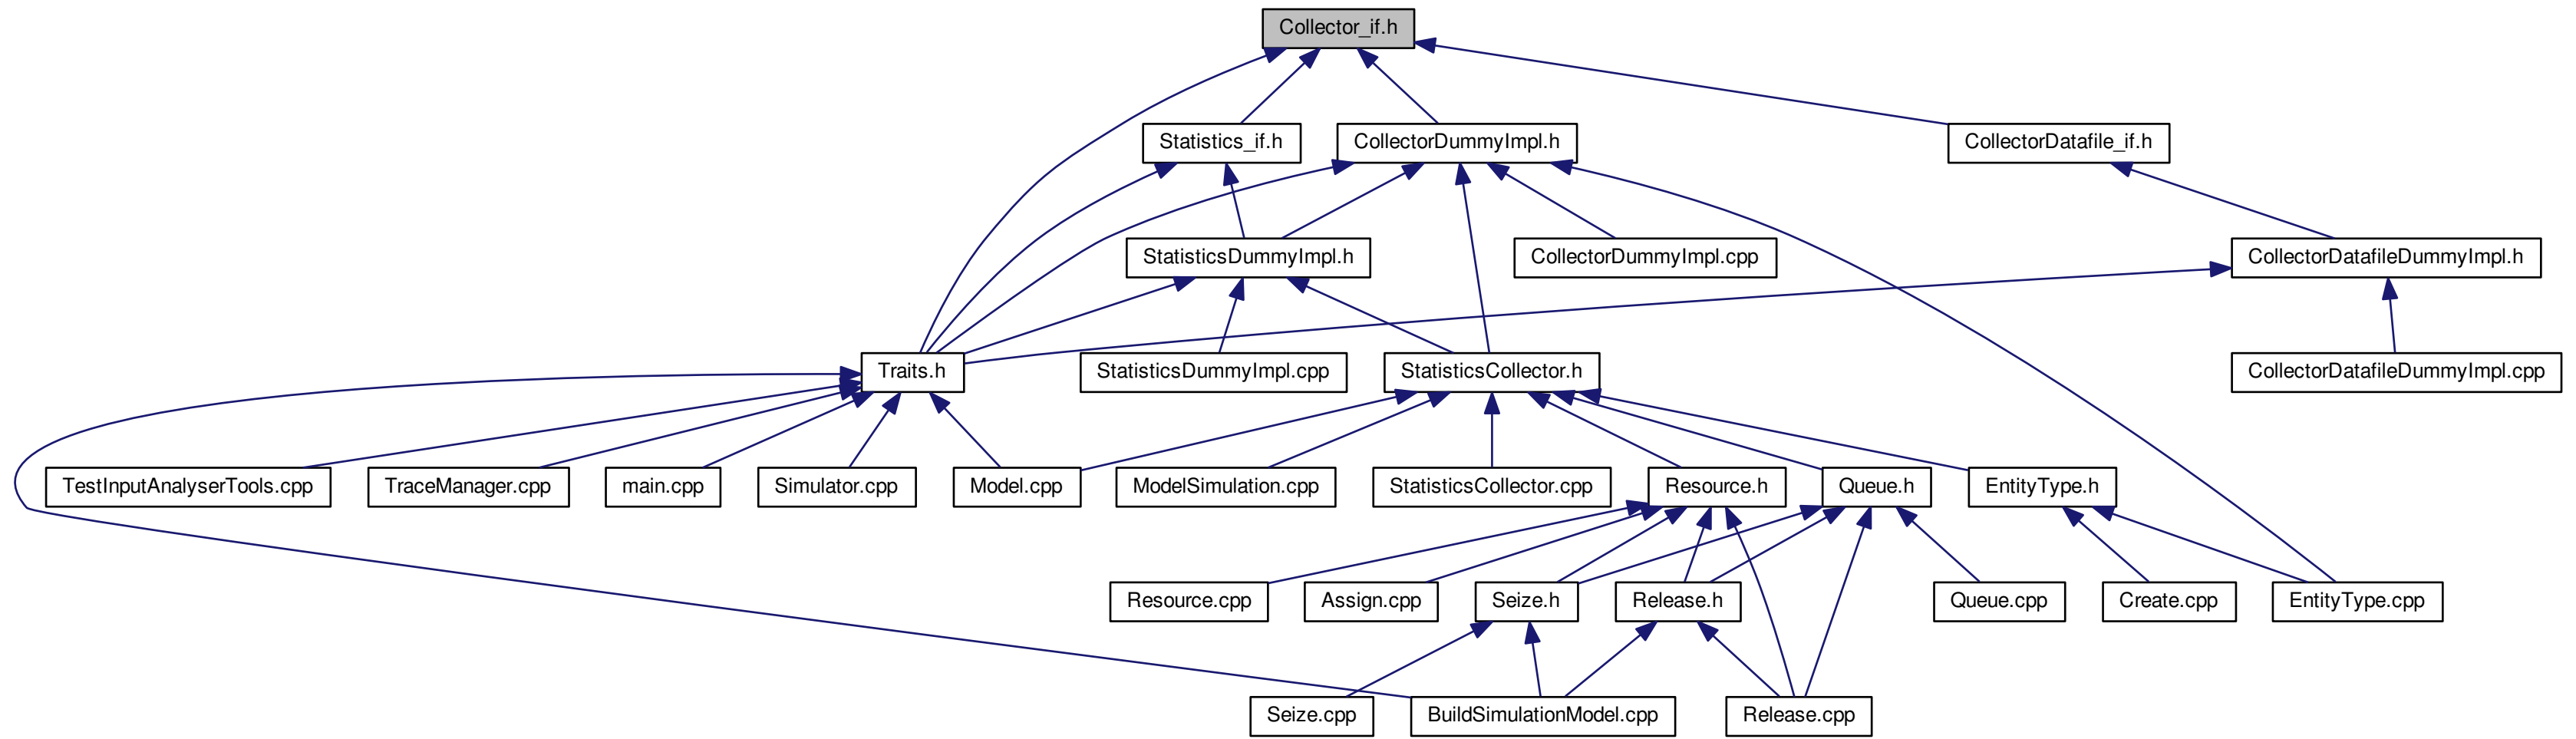 Collector_if.h
Statistics_if.h
CollectorDummyImpl.h
CollectorDatafile_if.h
StatisticsDummyImpl.h
CollectorDummyImpl.cpp
CollectorDatafileDummyImpl.h
Traits.h
StatisticsDummyImpl.cpp
StatisticsCollector.h
CollectorDatafileDummyImpl.cpp
TestInputAnalyserTools.cpp
TraceManager.cpp
main.cpp
Simulator.cpp
Model.cpp
ModelSimulation.cpp
StatisticsCollector.cpp
Resource.h
Queue.h
EntityType.h
Resource.cpp
Assign.cpp
Seize.h
Release.h
Queue.cpp
Create.cpp
EntityType.cpp
Seize.cpp
BuildSimulationModel.cpp
Release.cpp